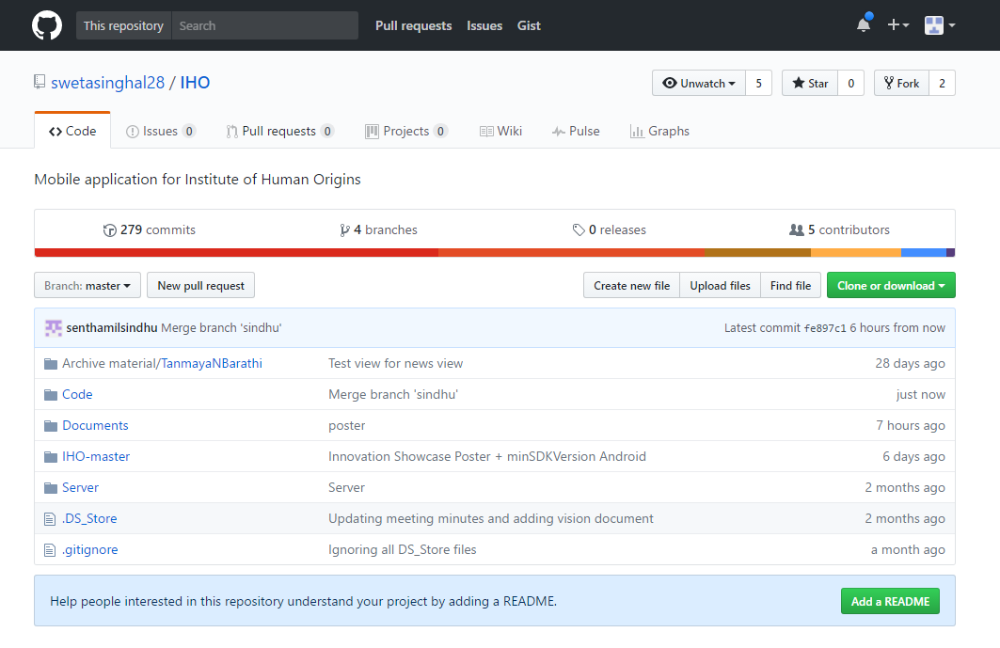 This repository Search Pull requests Issues Gist
swetasinghal28 / IHO Unwatch 5 Star 0 Fork 2
Code Issues 0 Pull requests 0 Projects 0 Wiki Pulse Graphs
Mobile application for Institute of Human Origins
279 commits 4 branches 0 releases 5 contributors
Branch: master New pull request Create new file Upload files Find file Clone or download
senthamilsindhu Merge branch 'sindhu' Latest commit fe897c1 6 hours from now
Archive material/TanmayaNBarathi Test view for news view 28 days ago
Code Merge branch 'sindhu' just now
Documents poster 7 hours ago
IHO-master Innovation Showcase Poster + minSDKVersion Android 6 days ago
Server Server 2 months ago
.DS_Store Updating meeting minutes and adding vision document 2 months ago
.gitignore Ignoring all DS_Store files a month ago
Help people interested in this repository understand your project by adding a README. Add a README